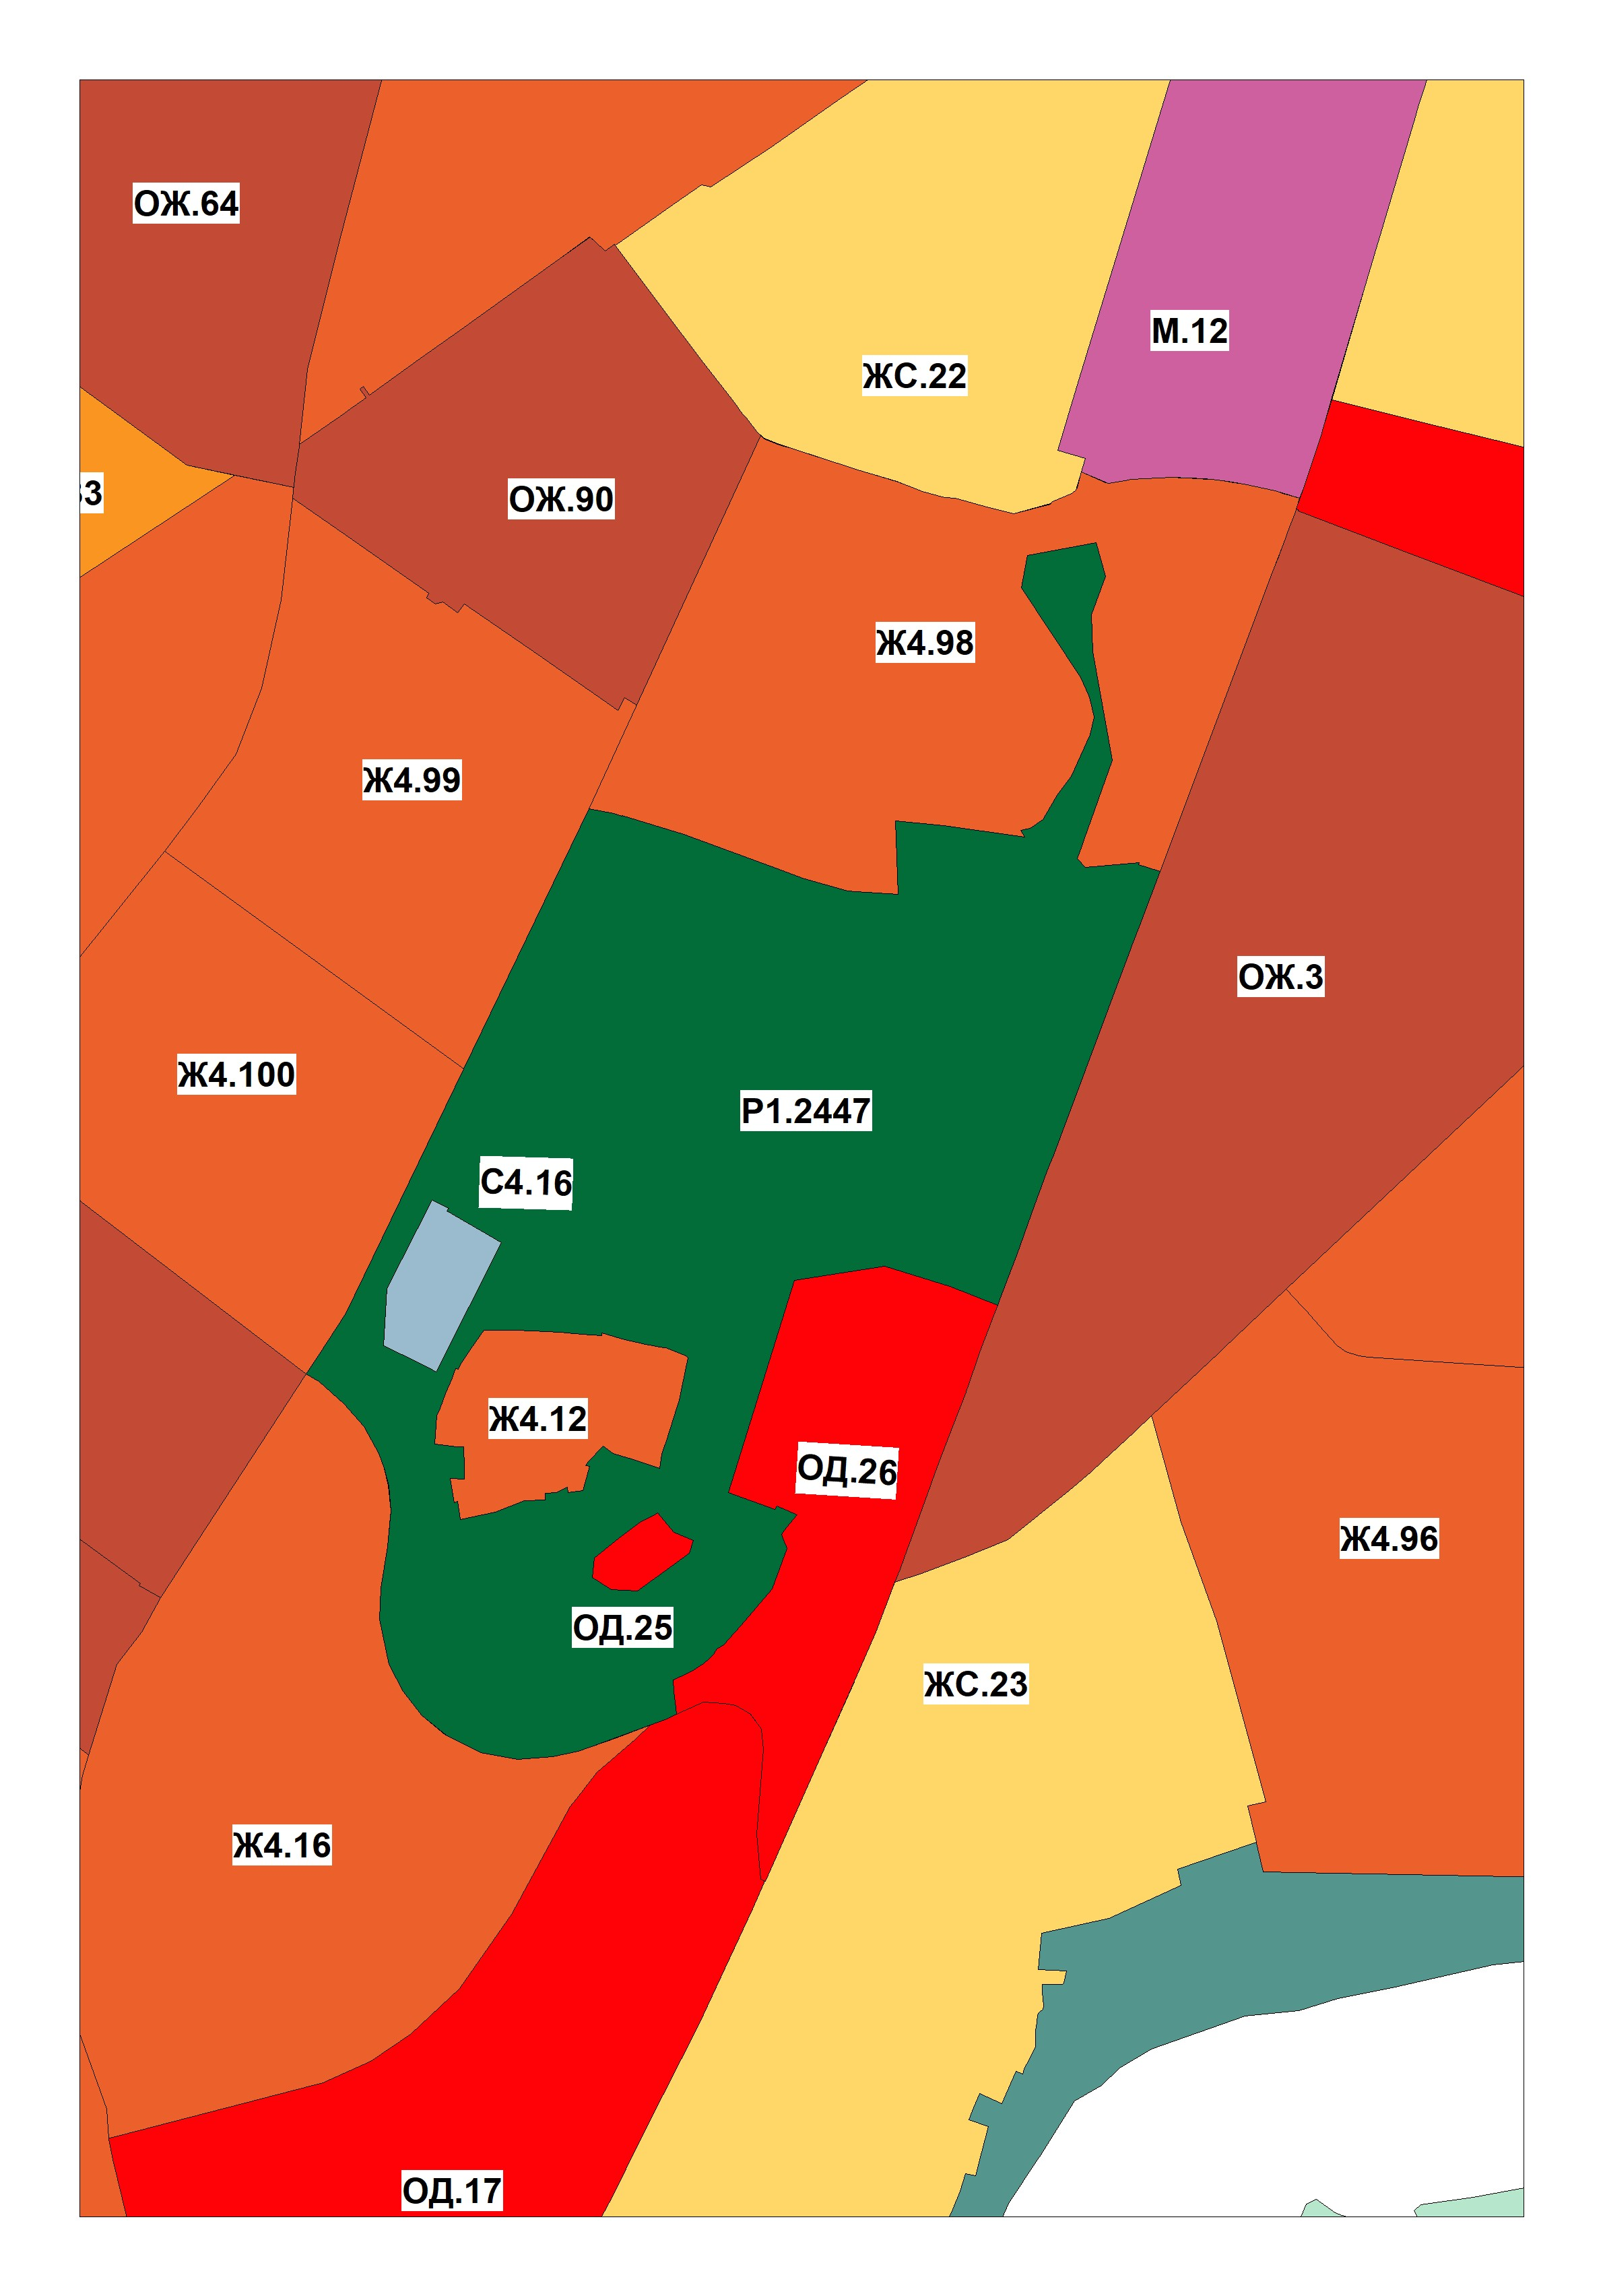 ОЖ.64
М.12
ЖС.22
3
ОЖ.90
Ж4.98
Ж4.99
ОЖ.3
Ж4.100
Р1.2447
С4.16
Ж4.12
ОД.26
Ж4.96
ОД.25
ЖС.23
Ж4.16
ОД.17